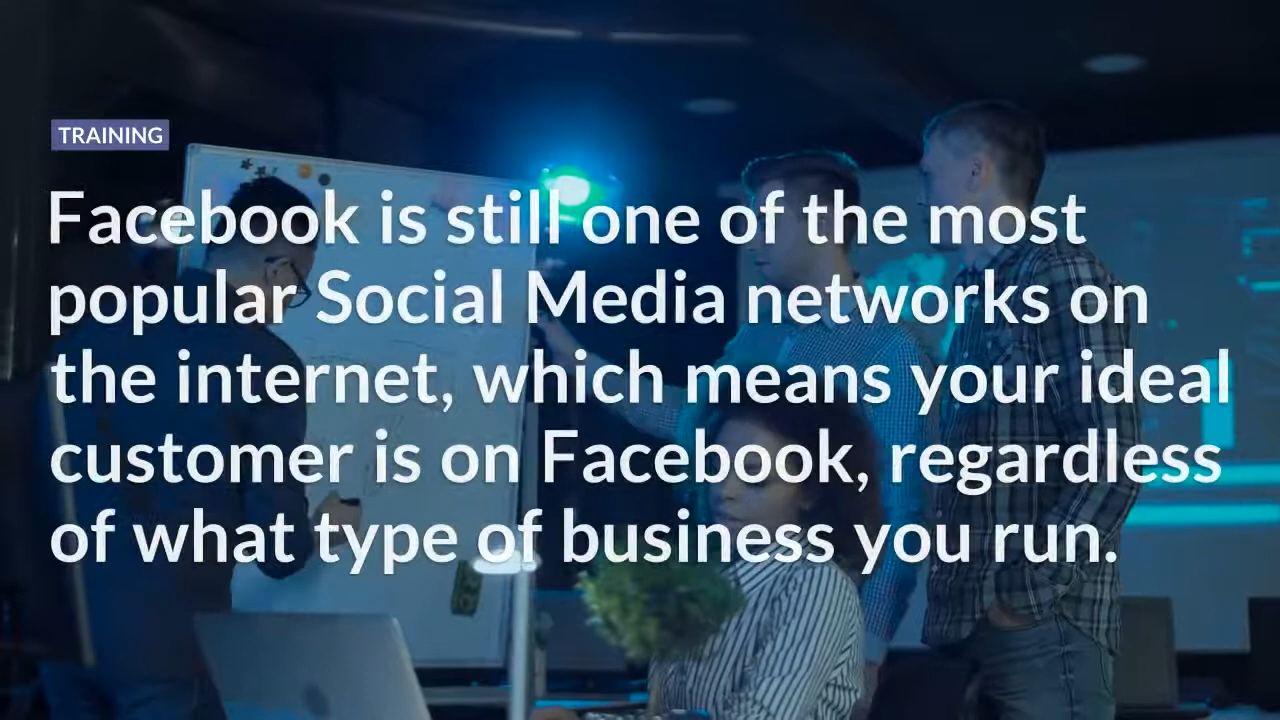 TRAINING
Facebook is still one of the most
popular Social Media networks on
the internet, which means your ideal
customer is on Facebook, regardless
of what type of business you run.